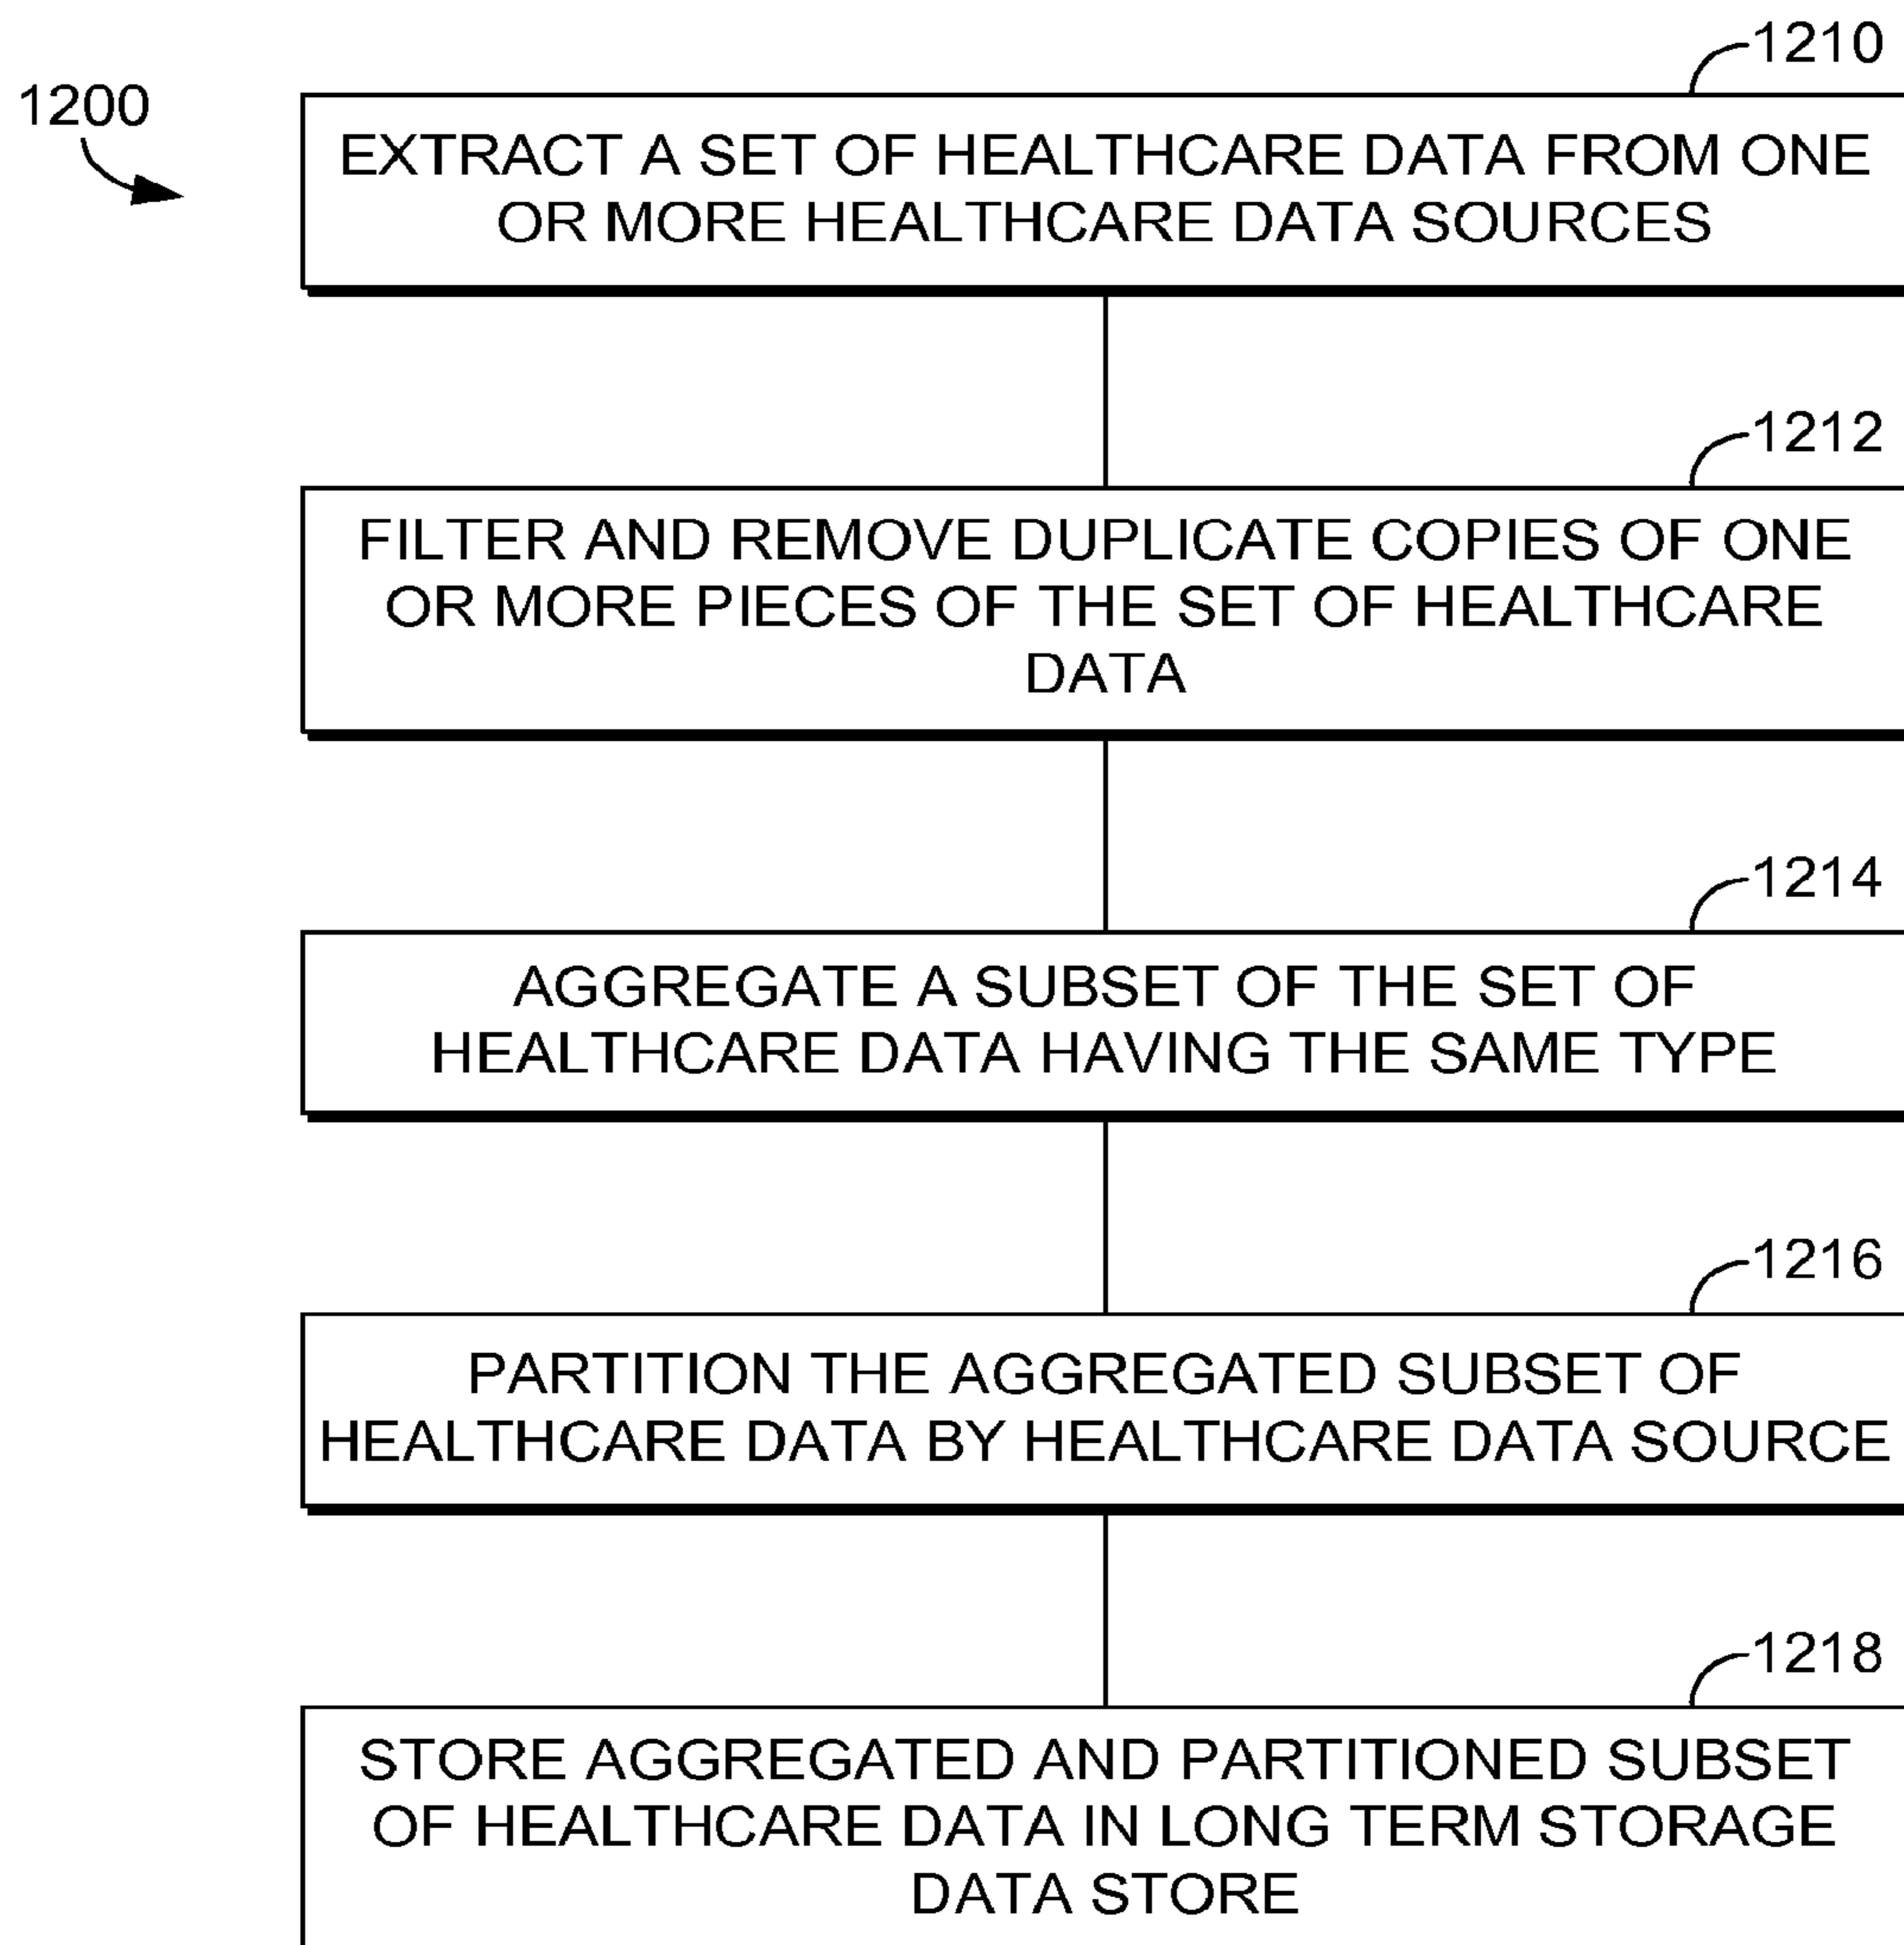 1200
1210
EXTRACT A SET OF HEALTHCARE DATA FROM ONE
OR MORE HEALTHCARE DATA SOURCES
1212
FILTER AND REMOVE DUPLICATE COPIES OF ONE
OR MORE PIECES OF THE SET OF HEALTHCARE
DATA
1214
AGGREGATE A SUBSET OF THE SET OF
HEALTHCARE DATA HAVING THE SAME TYPE
1216
PARTITION THE AGGREGATED SUBSET OF
HEALTHCARE DATA BY HEALTHCARE DATA SOURCE
1218
STORE AGGREGATED AND PARTITIONED SUBSET
OF HEALTHCARE DATA IN LONG TERM STORAGE
DATA STORE